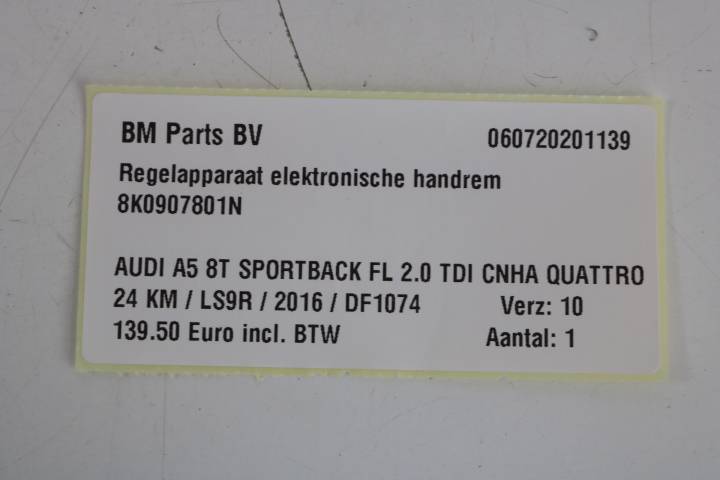 BM Parts BV 060720201139
Regelapparaat elektronische handrem
8K0907801N
AUDI A5 8T SPORTBACK FL 2.0 TDI CNHA QUATTRO
24 KM / LS9R / 2016 / DF1074 Verz: 10
139.50 Euro incl. BTW Aantal: 1